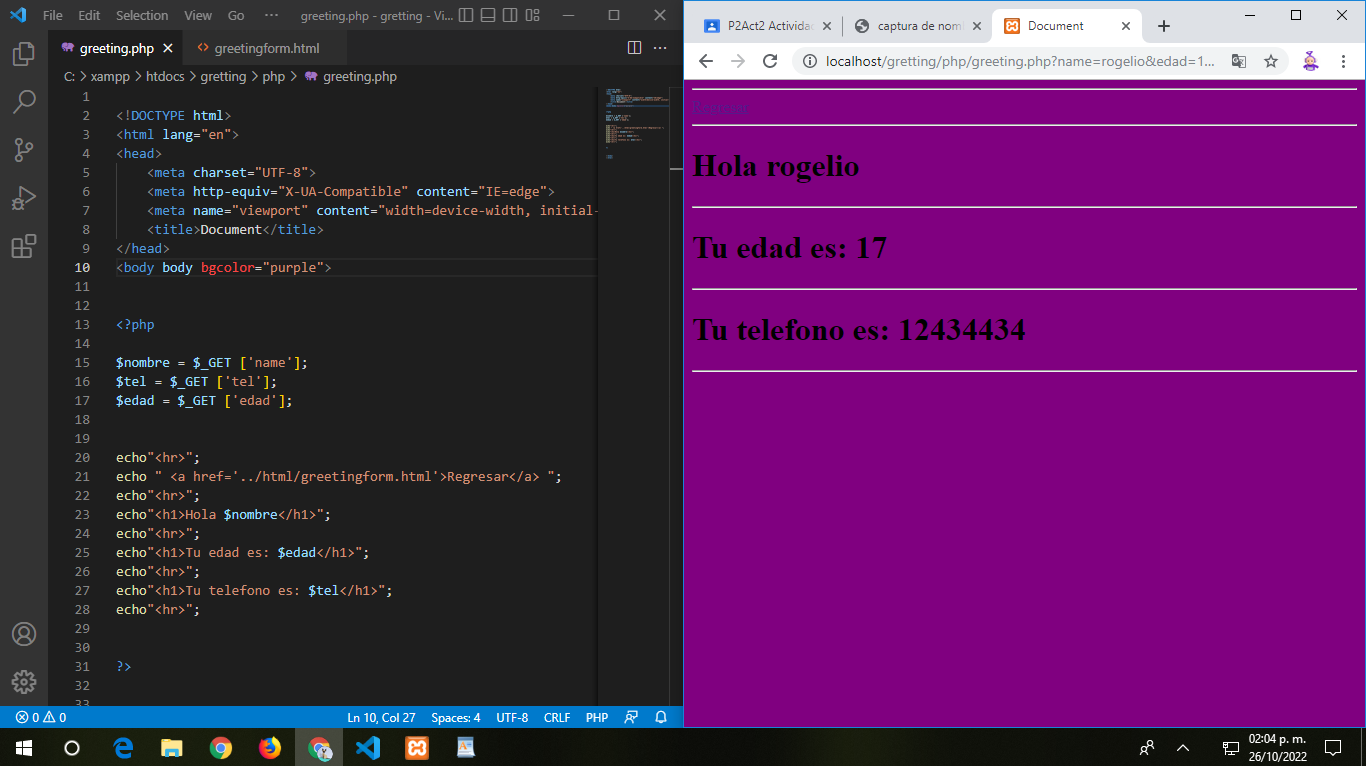 File Edit Selection View Go ··· greeting.php - gretting - Vi...
greeting.php greetingform.html
C: > xampp > htdocs > gretting > php > greeting.php
1
2 <!DOCTYPE html>
3 <html lang="en">
4 <head>
5 <meta charset="UTF-8">
6 <meta http-equiv="X-UA-Compatible" content="IE=edge">
7 <meta name="viewport" content="width=device-width, initial-
8 <title>Document</title>
9 </head>
10 <body body bgcolor="purple">
11
12
13 <?php
14
15 $nombre = $_GET ['name'];
16 $tel = $_GET ['tel'];
17 $edad = $_GET ['edad'];
18
19
20 echo"<hr>";
21 echo " <a href='../html/greetingform.html'>Regresar</a> ";
22 echo"<hr>";
23 echo"<h1>Hola $nombre</h1>";
24 echo"<hr>";
25 echo"<h1>Tu edad es: $edad</h1>";
26 echo"<hr>";
27 echo"<h1>Tu telefono es: $tel</h1>";
28 echo"<hr>";
29
30
31 ?>
32
33
0 0 Ln 10, Col 27 Spaces: 4 UTF-8 CRLF PHP
P2Act2 Actividad captura de nom Document
localhost/gretting/php/greeting.php?name=rogelio&edad=1...
Regresar
Hola rogelio
Tu edad es: 17
Tu telefono es: 12434434
02:04 p. m.
26/10/2022